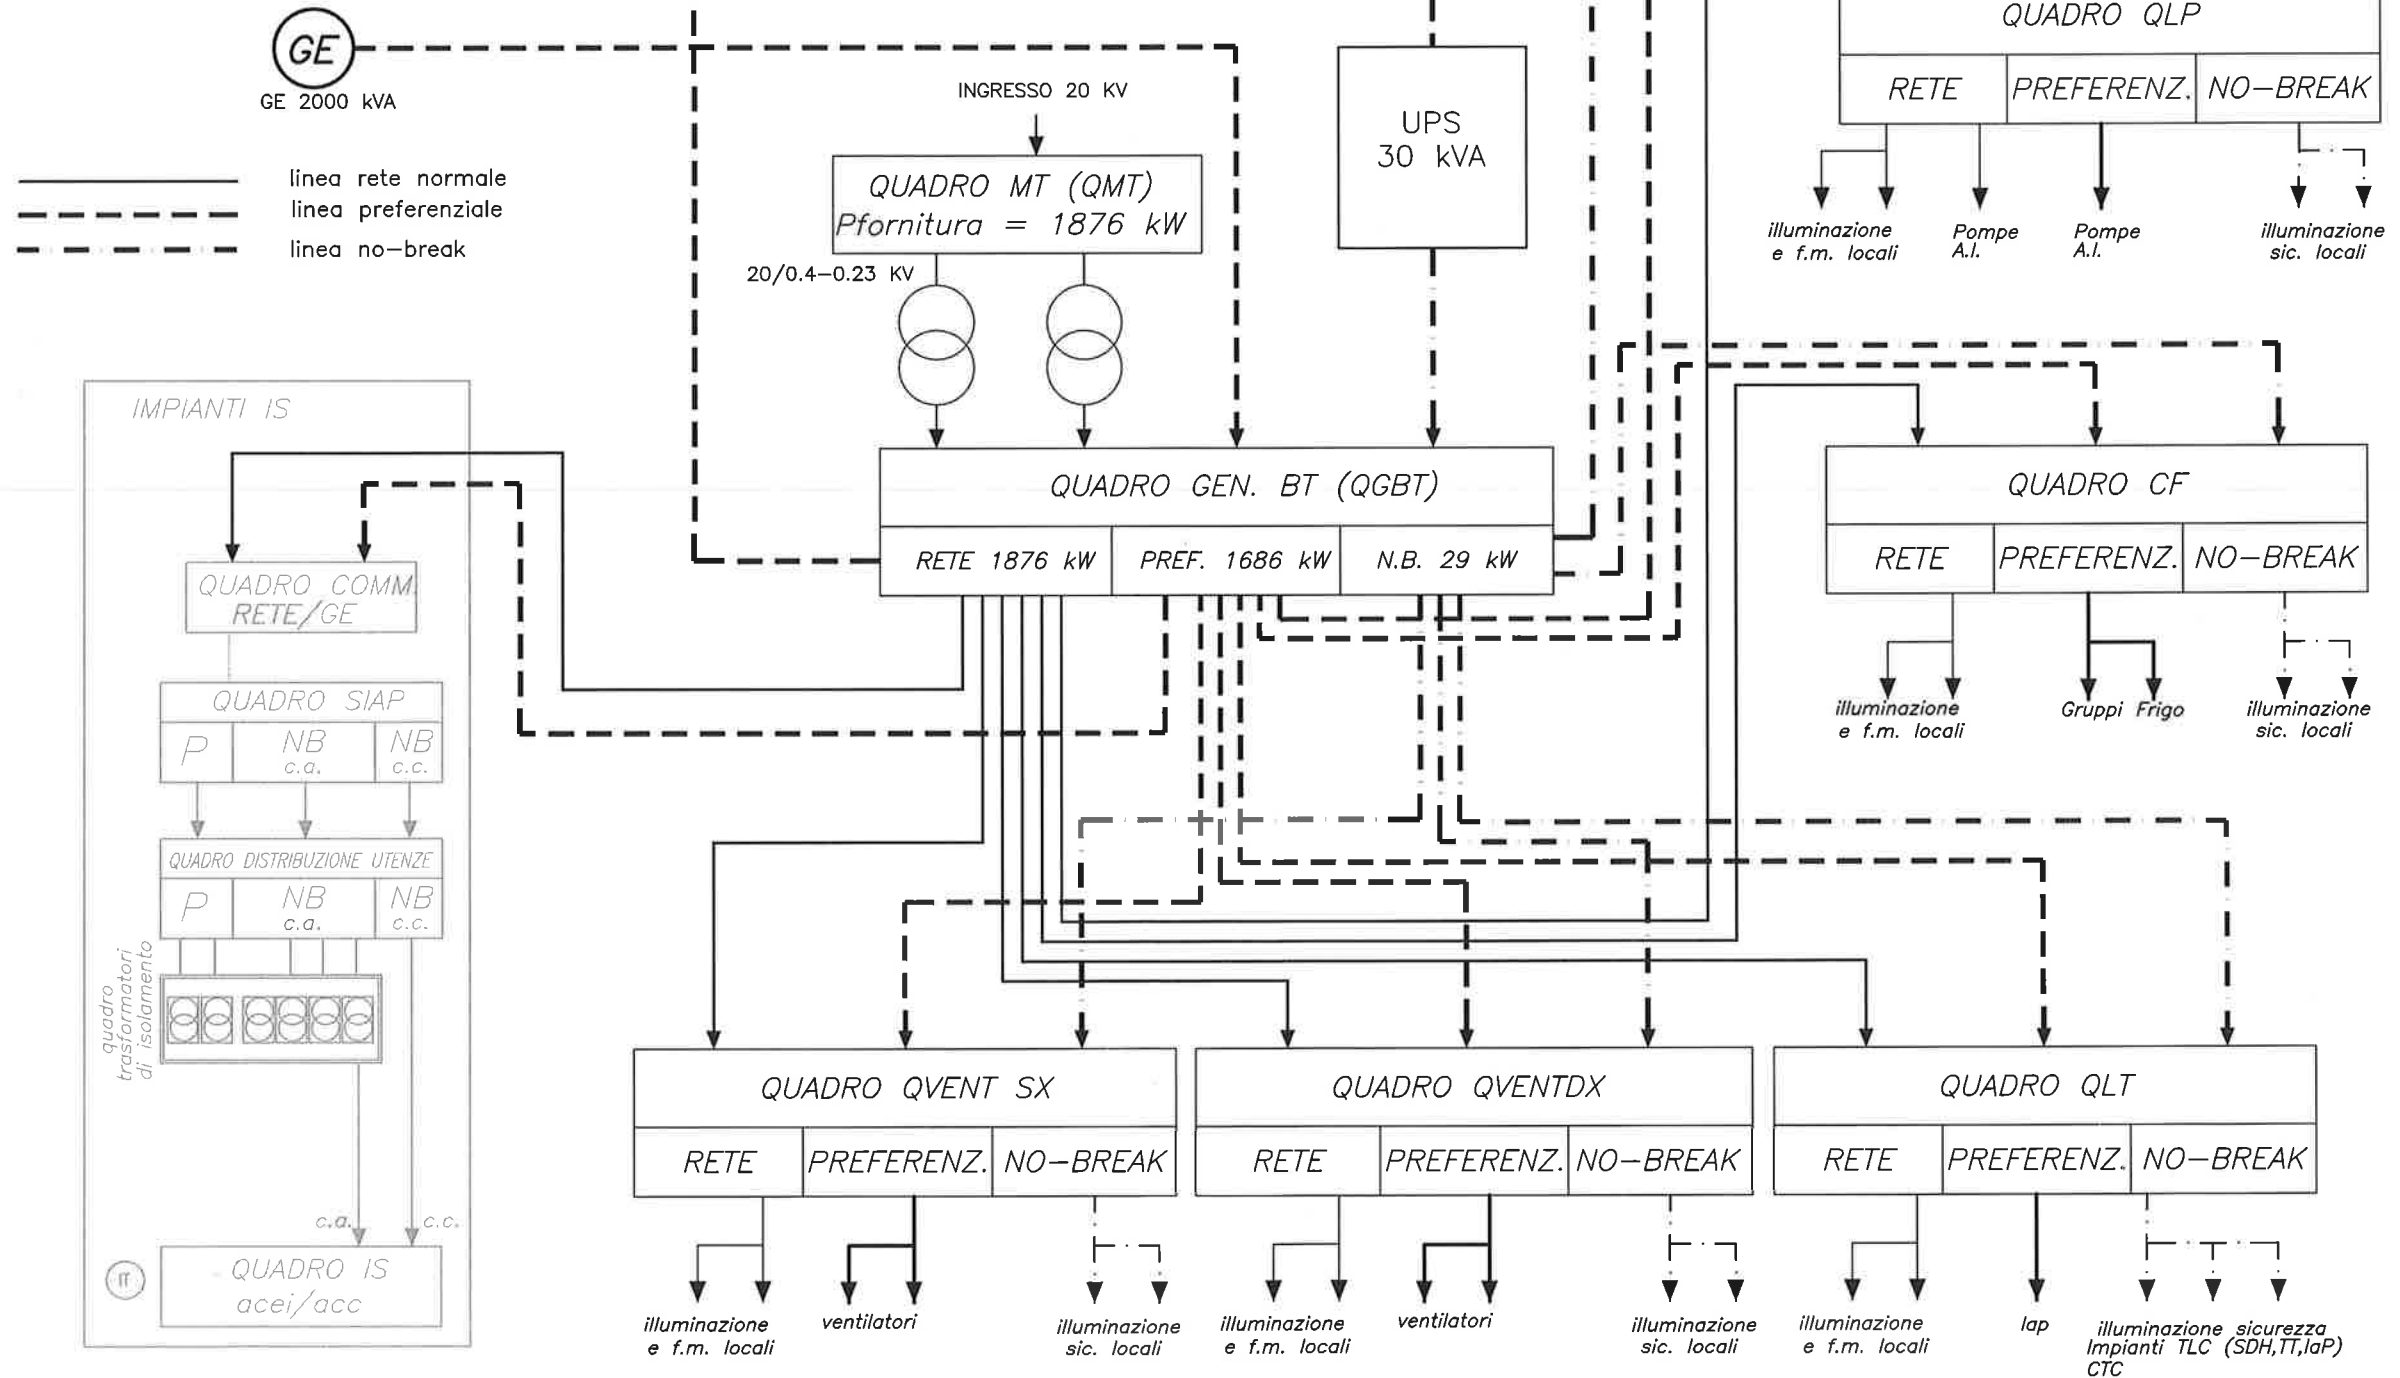 GE
GE 2000 kVA
linea rete normale
linea preferenziale
linea no-break
INGRESSO 20 KV
QUADRO MT (QMT)
Pfornitura = 1876 kW
20/0.4-0.23 KV
UPS
30 kVA
QUADRO QLP
RETE PREFERENZ. NO-BREAK
illuminazione
e f.m. locali
Pompe
A.I.
Pompe
A.I.
illuminazione
sic. locali
QUADRO GEN. BT (QGBT)
RETE 1876 kW PREF. 1686 kW N.B. 29 kW
QUADRO CF
RETE PREFERENZ. NO-BREAK
illuminazione
e f.m. locali
Gruppi Frigo
illuminazione
sic. locali
IMPIANTI IS
QUADRO COMM.
RETE/GE
QUADRO SIAP
P NB NB
c.a. c.c.
QUADRO DISTRIBUZIONE UTENZE
P NB NB
c.a. c.c.
quadro
trasformatori
di isolamento
c.a. c.c.
IT
QUADRO IS
acei/acc
QUADRO QVENT SX
RETE PREFERENZ. NO-BREAK
illuminazione
e f.m. locali
ventilatori
illuminazione
sic. locali
QUADRO QVENTDX
RETE PREFERENZ. NO-BREAK
illuminazione
e f.m. locali
ventilatori
illuminazione
sic. locali
QUADRO QLT
RETE PREFERENZ. NO-BREAK
illuminazione
e f.m. locali
Iap
illuminazione sicurezza
Impianti TLC (SDH,TT,IaP)
CTC